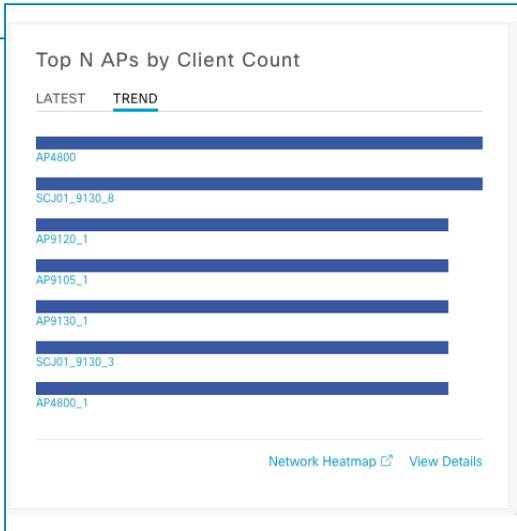 Top N APs by Client Count
LATEST TREND
AP4800
SCJ01_9130_8
AP9120_1
AP9105_1
AP9130_1
SCJ01_9130_3
AP4800_1
Network Heatmap View Details